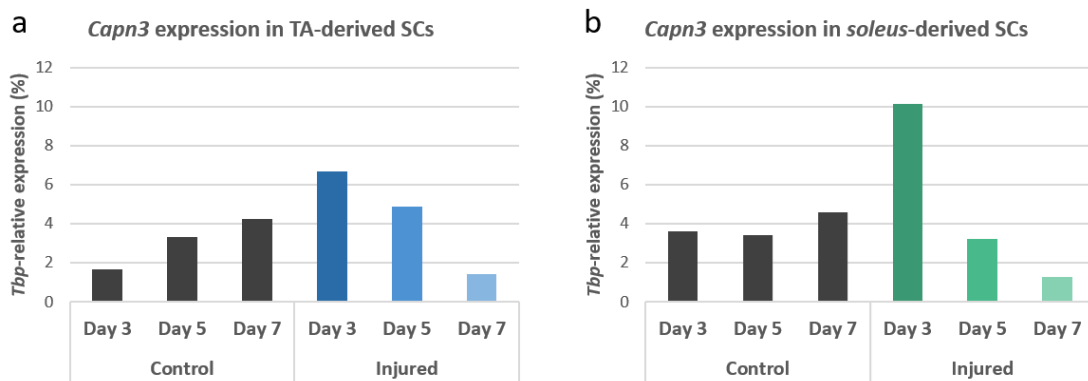 a
Capn3 expression in TA-derived SCs
Tbp-relative expression (%)
12
10
8
6
4
2
0
Day 3 Day 5 Day 7 Day 3 Day 5 Day 7
Control Injured
b
Capn3 expression in soleus-derived SCs
Tbp-relative expression (%)
12
10
8
6
4
2
0
Day 3 Day 5 Day 7 Day 3 Day 5 Day 7
Control Injured